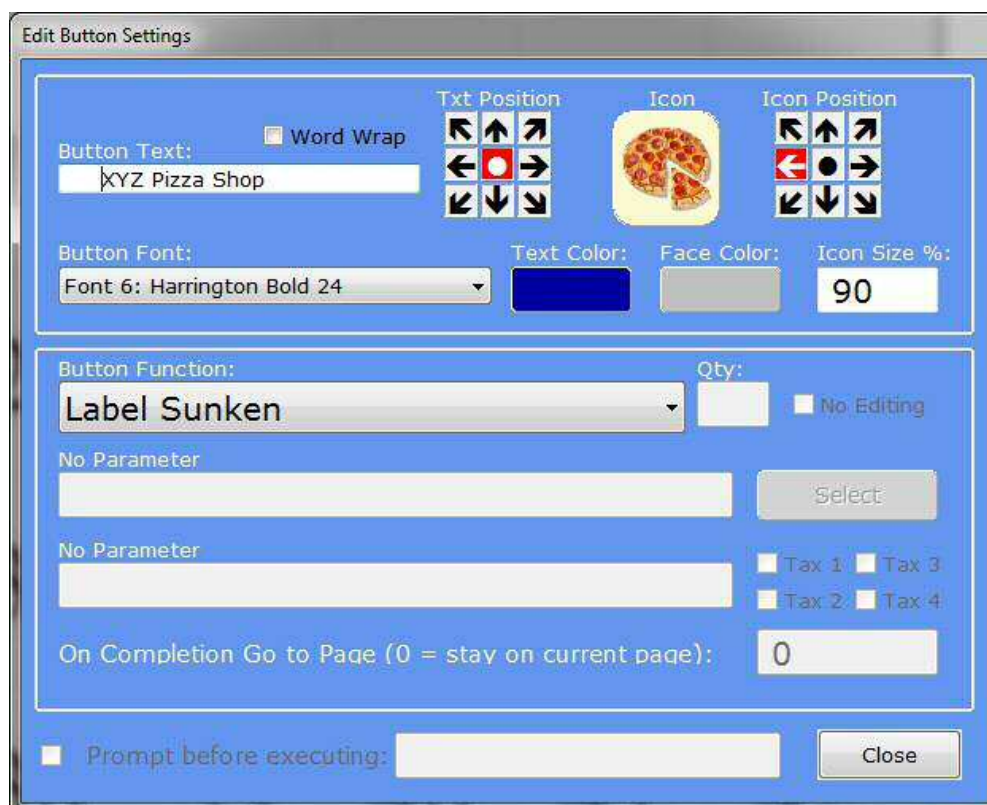 Edit Button Settings
Txt Position Icon Icon Position
Word Wrap
Button Text:
XYZ Pizza Shop
Button Font: Text Color: Face Color: Icon Size %:
Font 6: Harrington Bold 24 90
Button Function: Qty:
Label Sunken No Editing
No Parameter
Select
No Parameter
Tax 1 Tax 3
Tax 2 Tax 4
On Completion Go to Page (0 = stay on current page): 0
Prompt before executing: Close